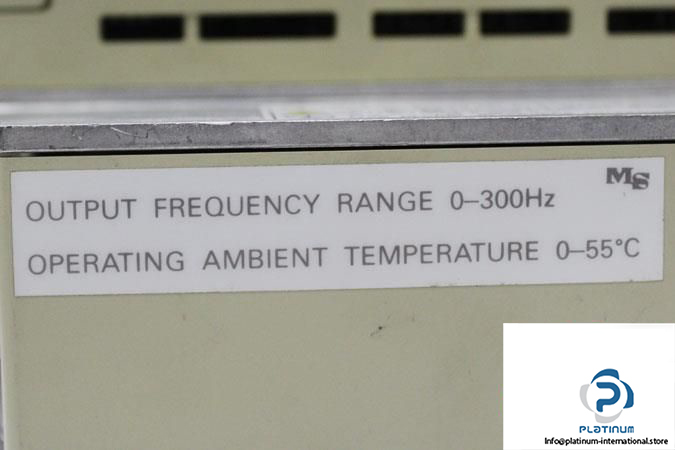 MS
OUTPUT FREQUENCY RANGE 0–300Hz
OPERATING AMBIENT TEMPERATURE 0–55°C
PLATINUM
Info@platinum-international.store